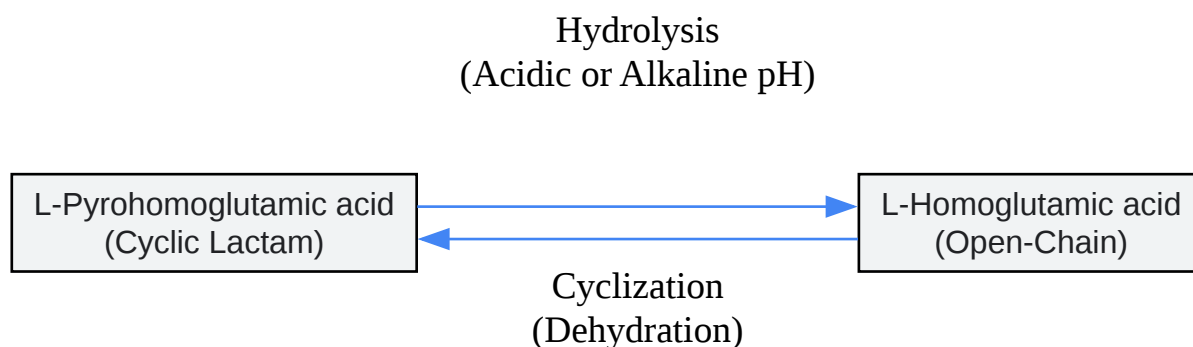 Hydrolysis
(Acidic or Alkaline pH)
L-Pyrohomoglutamic acid
(Cyclic Lactam)
L-Homoglutamic acid
(Open-Chain)
Cyclization
(Dehydration)